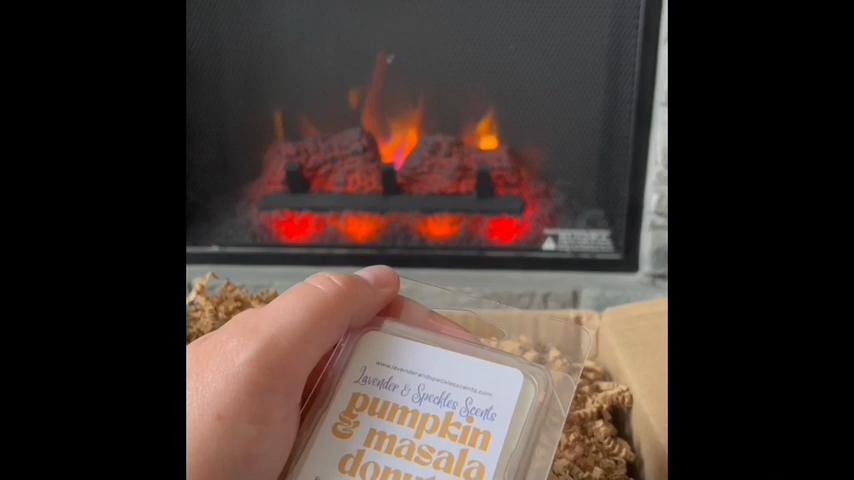 www.lavenderandspecklesscents.com
Lavender & Speckles Scents
pumpkin
& masala